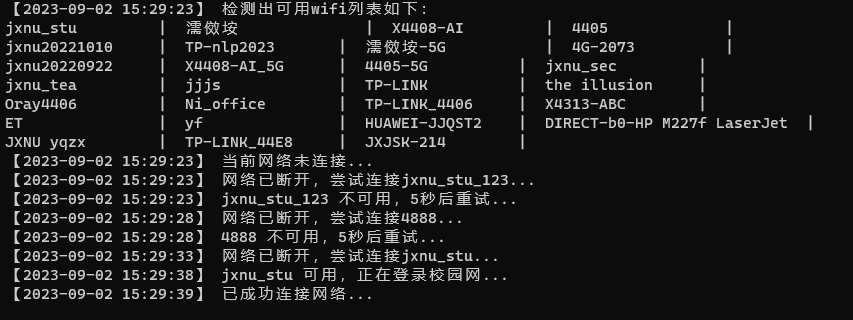 【2023-09-02 15:29:23】 检测出可用wifi列表如下:
jxnu_stu | 濡傚垵 | X4408-AI | 4405 |
jxnu20221010 | TP-nlp2023 | 濡傚垵-5G | 4G-2073 |
jxnu20220922 | X4408-AI_5G | 4405-5G | jxnu_sec |
jxnu_tea | jjjs | TP-LINK | the illusion |
Oray4406 | Ni_office | TP-LINK_4406 | X4313-ABC |
ET | yf | HUAWEI-JJQST2 | DIRECT-b0-HP M227f LaserJet |
JXNU yqzx | TP-LINK_44E8 | JXJSK-214 |
【2023-09-02 15:29:23】 当前网络未连接...
【2023-09-02 15:29:23】 网络已断开，尝试连接jxnu_stu_123...
【2023-09-02 15:29:23】 jxnu_stu_123 不可用，5秒后重试...
【2023-09-02 15:29:28】 网络已断开，尝试连接4888...
【2023-09-02 15:29:28】 4888 不可用，5秒后重试...
【2023-09-02 15:29:33】 网络已断开，尝试连接jxnu_stu...
【2023-09-02 15:29:38】 jxnu_stu 可用，正在登录校园网...
【2023-09-02 15:29:39】 已成功连接网络...